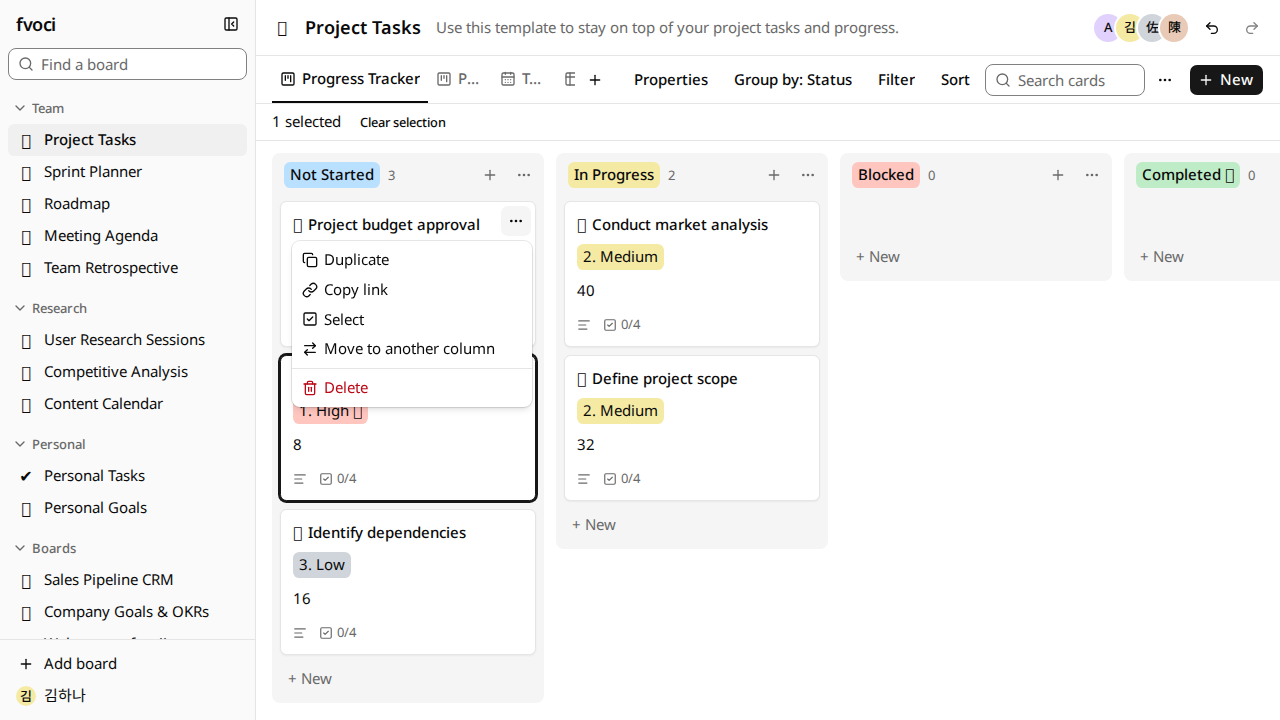 fvoci
Find a board
Team
Project Tasks
Sprint Planner
Roadmap
Meeting Agenda
Team Retrospective
Research
User Research Sessions
Competitive Analysis
Content Calendar
Personal
Personal Tasks
Personal Goals
Boards
Sales Pipeline CRM
Company Goals & OKRs
Add board
김 김하나
Project Tasks Use this template to stay on top of your project tasks and progress.
A 김 佐 陳
Progress Tracker P... T... Properties Group by: Status Filter Sort Search cards New
1 selected Clear selection
Not Started 3
Project budget approval
Duplicate
Copy link
Select
Move to another column
Delete
1. High
8
0/4
Identify dependencies
3. Low
16
0/4
+ New
In Progress 2
Conduct market analysis
2. Medium
40
0/4
Define project scope
2. Medium
32
0/4
+ New
Blocked 0
+ New
Completed 0
+ New